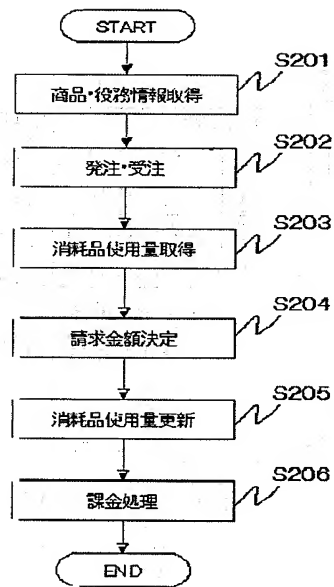 START
商品・役務情報取得
S201
発注・受注
S202
消耗品使用量取得
S203
請求金額決定
S204
消耗品使用量更新
S205
課金処理
S206
END